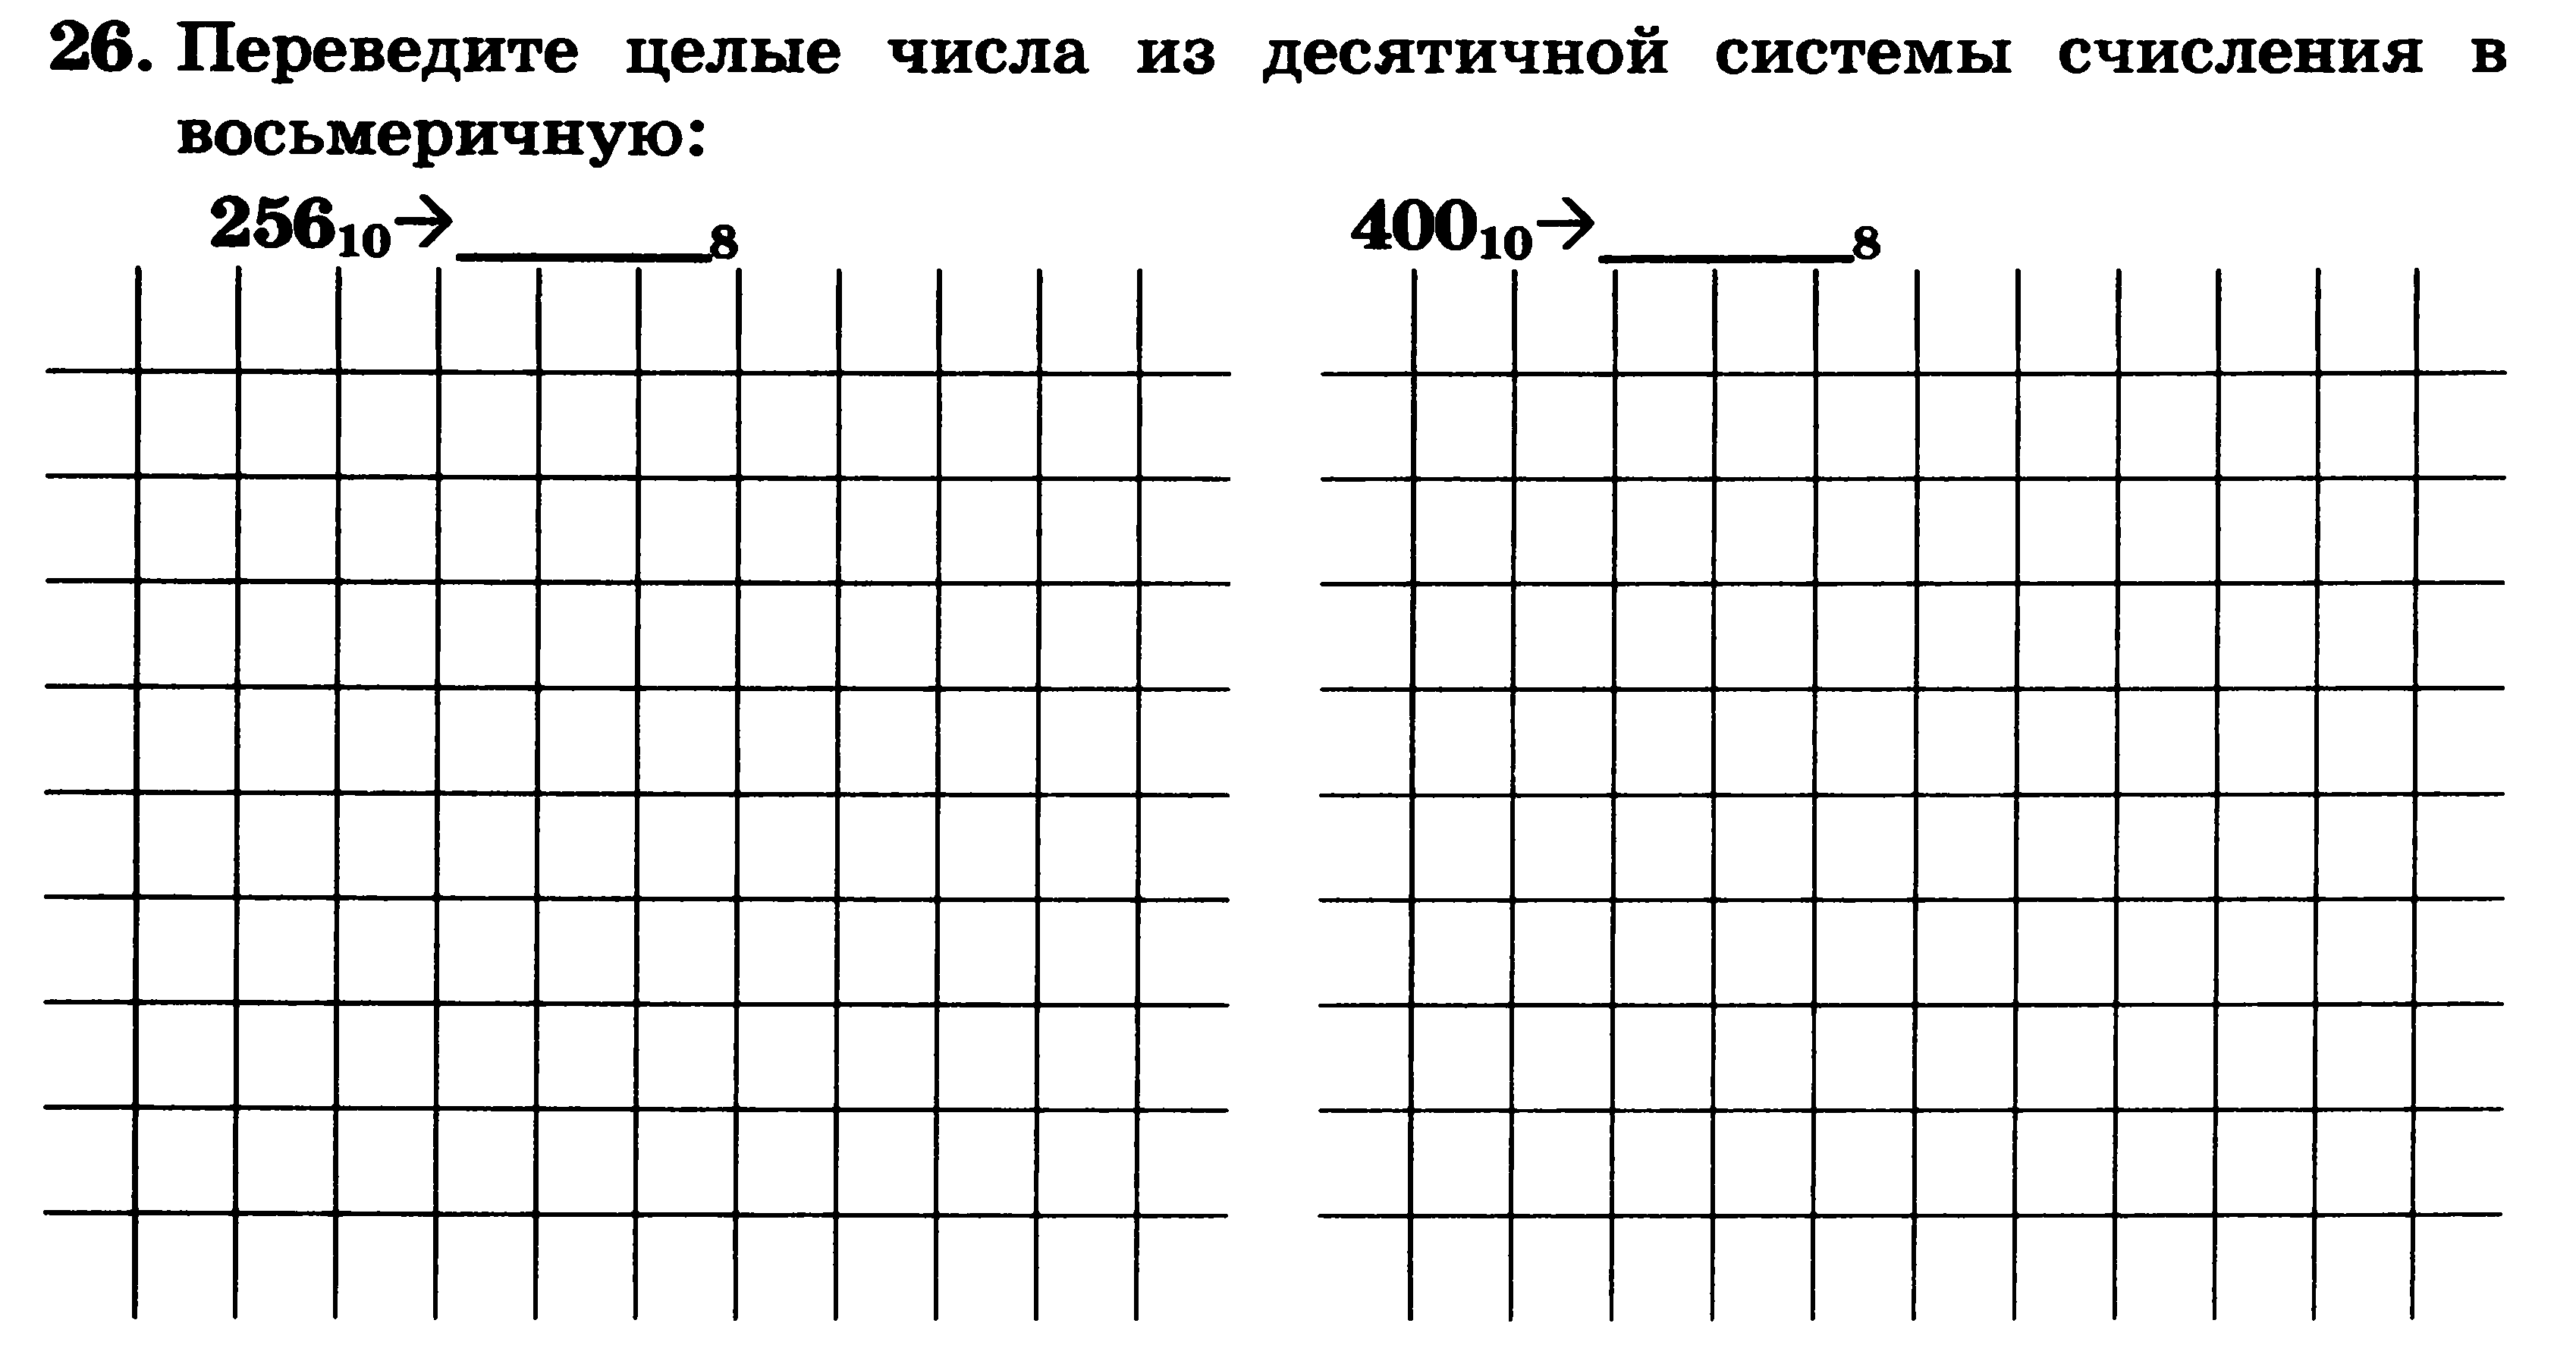 26. Переведите целые числа из десятичной системы счисления в
восьмеричную:
256₁₀→________₈ 400₁₀→________₈